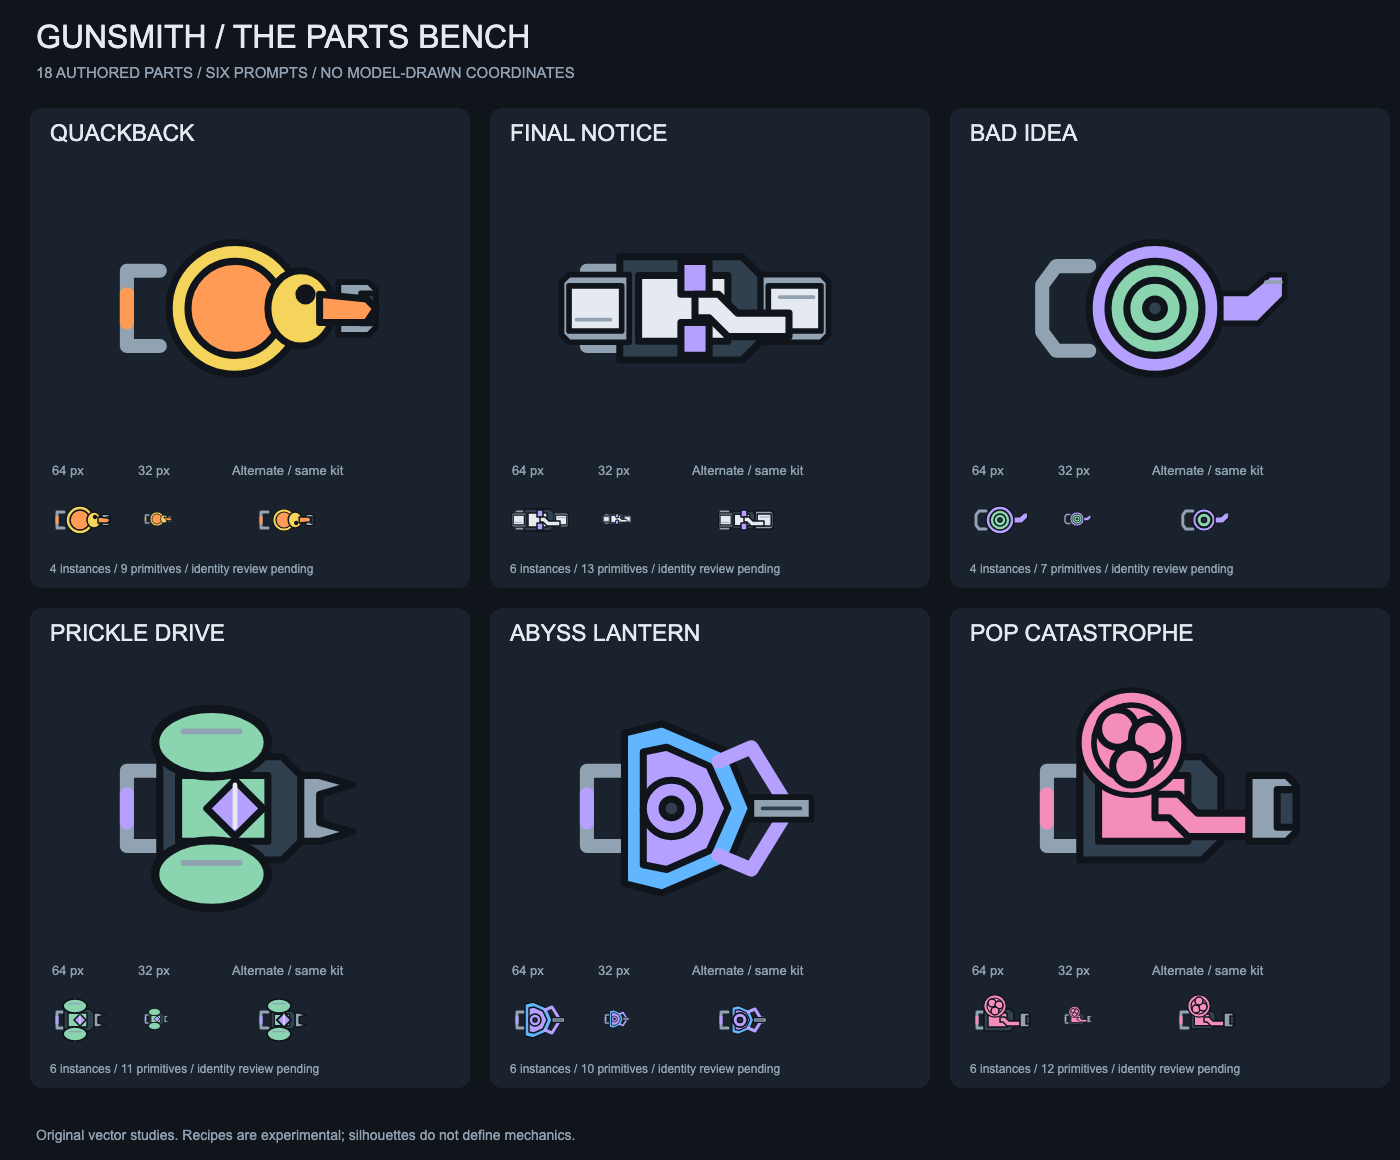 GUNSMITH / THE PARTS BENCH
18 AUTHORED PARTS / SIX PROMPTS / NO MODEL-DRAWN COORDINATES
QUACKBACK
64 px
32 px
Alternate / same kit
4 instances / 9 primitives / identity review pending
FINAL NOTICE
64 px
32 px
Alternate / same kit
6 instances / 13 primitives / identity review pending
BAD IDEA
64 px
32 px
Alternate / same kit
4 instances / 7 primitives / identity review pending
PRICKLE DRIVE
64 px
32 px
Alternate / same kit
6 instances / 11 primitives / identity review pending
ABYSS LANTERN
64 px
32 px
Alternate / same kit
6 instances / 10 primitives / identity review pending
POP CATASTROPHE
64 px
32 px
Alternate / same kit
6 instances / 12 primitives / identity review pending
Original vector studies. Recipes are experimental; silhouettes do not define mechanics.